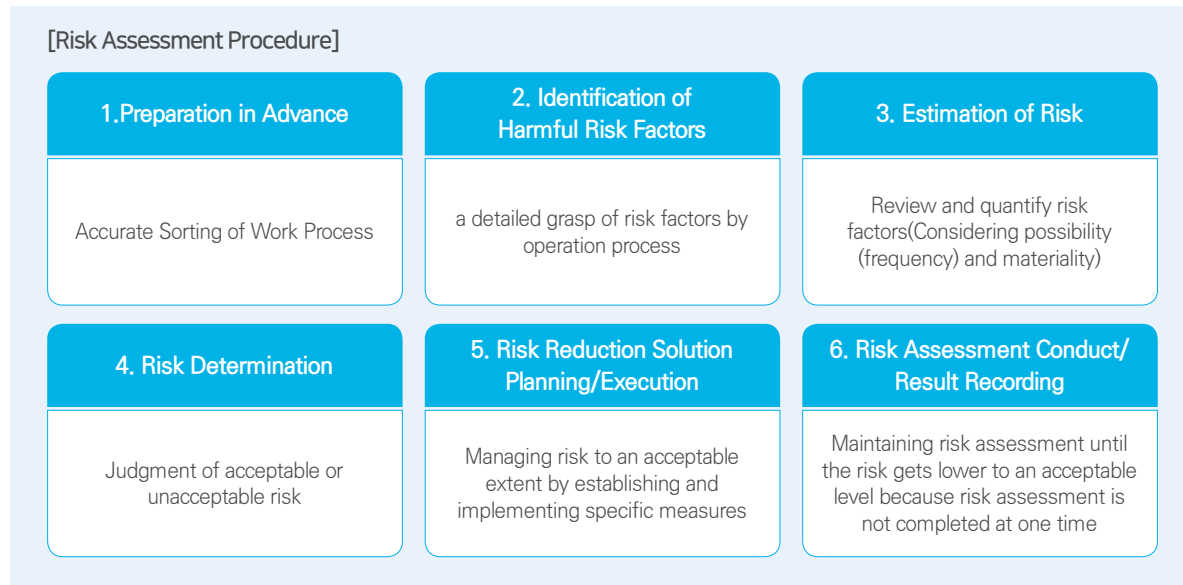 [Risk Assessment Procedure]
1.Preparation in Advance
Accurate Sorting of Work Process
2. Identification of
Harmful Risk Factors
a detailed grasp of risk factors by
operation process
3. Estimation of Risk
Review and quantify risk
factors(Considering possibility
(frequency) and materiality)
4. Risk Determination
Judgment of acceptable or
unacceptable risk
5. Risk Reduction Solution
Planning/Execution
Managing risk to an acceptable
extent by establishing and
implementing specific measures
6. Risk Assessment Conduct/
Result Recording
Maintaining risk assessment until
the risk gets lower to an acceptable
level because risk assessment is
not completed at one time